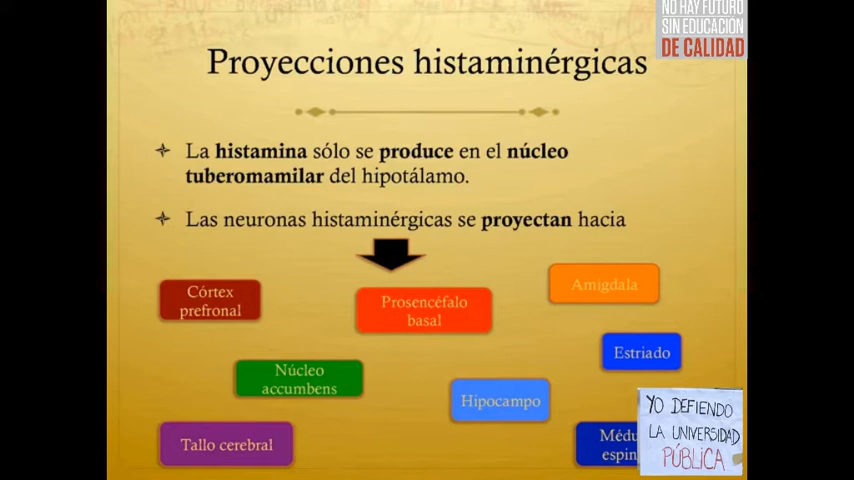 NO HAY FUTURO
SIN EDUCACIÓN
DE CALIDAD
Proyecciones histaminérgicas
La histamina sólo se produce en el núcleo
tuberomamilar del hipotálamo.
Las neuronas histaminérgicas se proyectan hacia
Córtex
prefronal
Prosencéfalo
basal
Amigdala
Estriado
Núcleo
accumbens
Hipocampo
Tallo cerebral
Médu
espin
YO DEFIENDO
LA UNIVERSIDAD
PÚBLICA